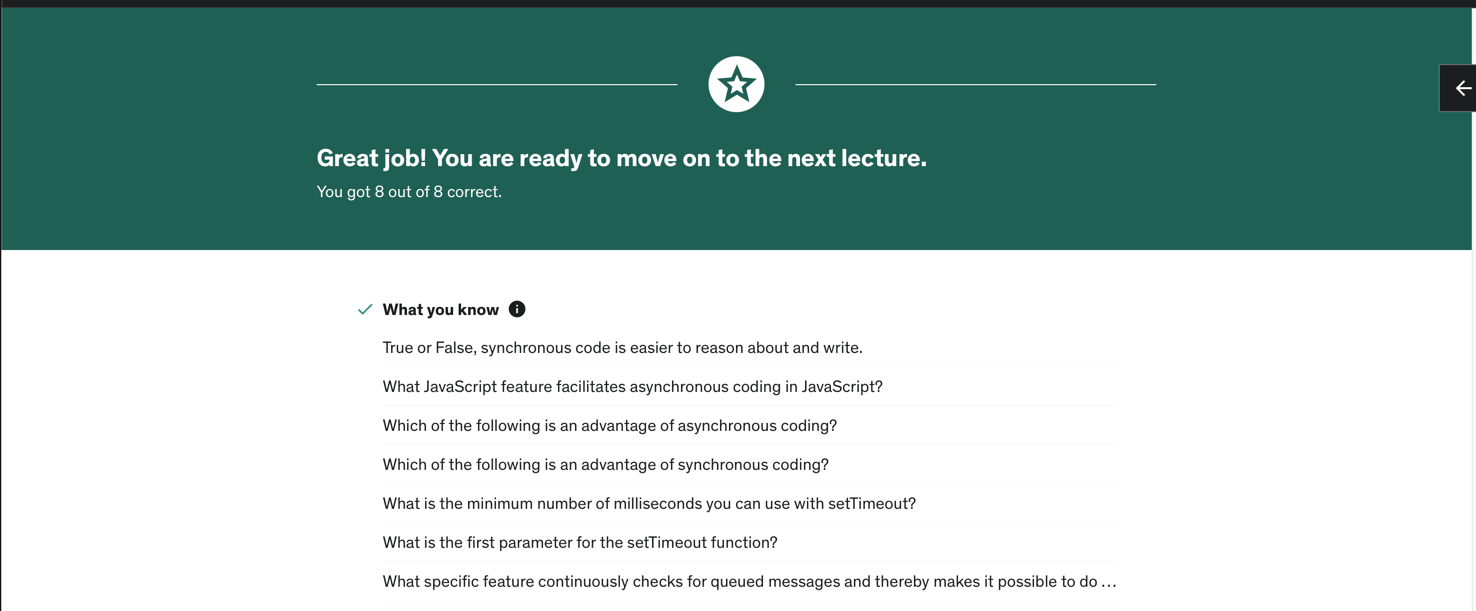 Great job! You are ready to move on to the next lecture.
You got 8 out of 8 correct.
What you know
True or False, synchronous code is easier to reason about and write.
What JavaScript feature facilitates asynchronous coding in JavaScript?
Which of the following is an advantage of asynchronous coding?
Which of the following is an advantage of synchronous coding?
What is the minimum number of milliseconds you can use with setTimeout?
What is the first parameter for the setTimeout function?
What specific feature continuously checks for queued messages and thereby makes it possible to do ...